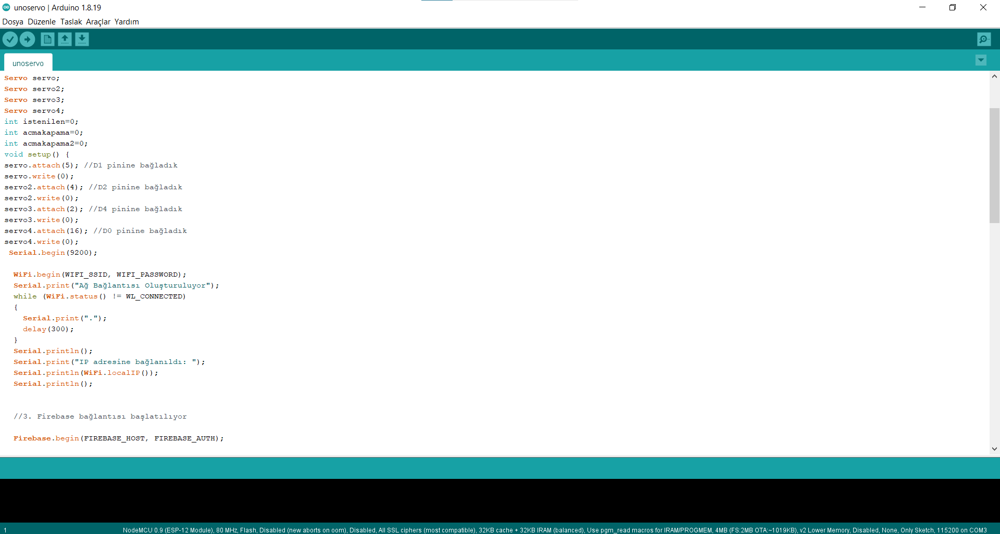 unoservo | Arduino 1.8.19
Dosya Düzenle Taslak Araçlar Yardım
unoservo
Servo servo;
Servo servo2;
Servo servo3;
Servo servo4;
int istenilen=0;
int acmakapama=0;
int acmakapama2=0;
void setup() {
servo.attach(5); //D1 pinine bağladık
servo.write(0);
servo2.attach(4); //D2 pinine bağladık
servo2.write(0);
servo3.attach(2); //D4 pinine bağladık
servo3.write(0);
servo4.attach(16); //D0 pinine bağladık
servo4.write(0);
Serial.begin(9200);
WiFi.begin(WIFI_SSID, WIFI_PASSWORD);
Serial.print("Ağ Bağlantısı Oluşturuluyor");
while (WiFi.status() != WL_CONNECTED)
{
Serial.print(".");
delay(300);
}
Serial.println();
Serial.print("IP adresine bağlanıldı: ");
Serial.println(WiFi.localIP());
Serial.println();
//3. Firebase bağlantısı başlatılıyor
Firebase.begin(FIREBASE_HOST, FIREBASE_AUTH);
1 NodeMCU 0.9 (ESP-12 Module), 80 MHz, Flash, Disabled (new aborts on oom), Disabled, All SSL ciphers (most compatible), 32KB cache + 32KB IRAM (balanced), Use pgm_read macros for IRAM/PROGMEM, 4MB (FS:2MB OTA:~1019KB), v2 Lower Memory, Disabled, None, Only Sketch, 115200 on COM3